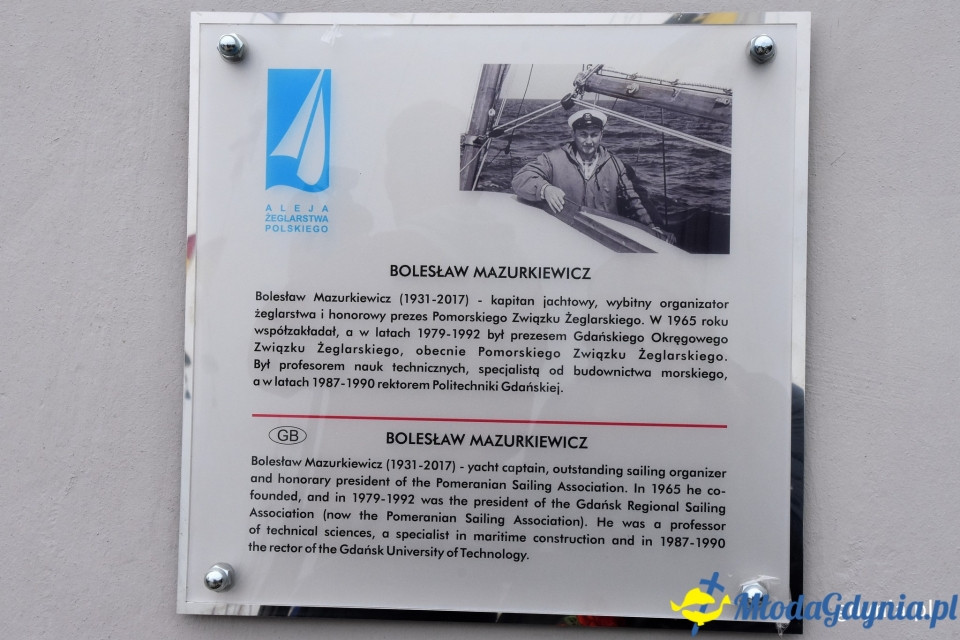 ALEJA
ŻEGLARSTWA
POLSKIEGO
BOLESŁAW MAZURKIEWICZ
Bolesław Mazurkiewicz (1931-2017) - kapitan jachtowy, wybitny organizator
żeglarstwa i honorowy prezes Pomorskiego Związku Żeglarskiego. W 1965 roku
współzakładał, a w latach 1979-1992 był prezesem Gdańskiego Okręgowego
Związku Żeglarskiego, obecnie Pomorskiego Związku Żeglarskiego.
Był profesorem nauk technicznych, specjalistą od budownictwa morskiego,
a w latach 1987-1990 rektorem Politechniki Gdańskiej.
GB
BOLESŁAW MAZURKIEWICZ
Bolesław Mazurkiewicz (1931-2017) - yacht captain, outstanding sailing organizer
and honorary president of the Pomeranian Sailing Association. In 1965 he co-
founded, and in 1979-1992 was the president of the Gdańsk Regional Sailing
Association (now the Pomeranian Sailing Association). He was a professor
of technical sciences, a specialist in maritime construction and in 1987-1990
the rector of the Gdańsk University of Technology.
MłodaGdynia.pl